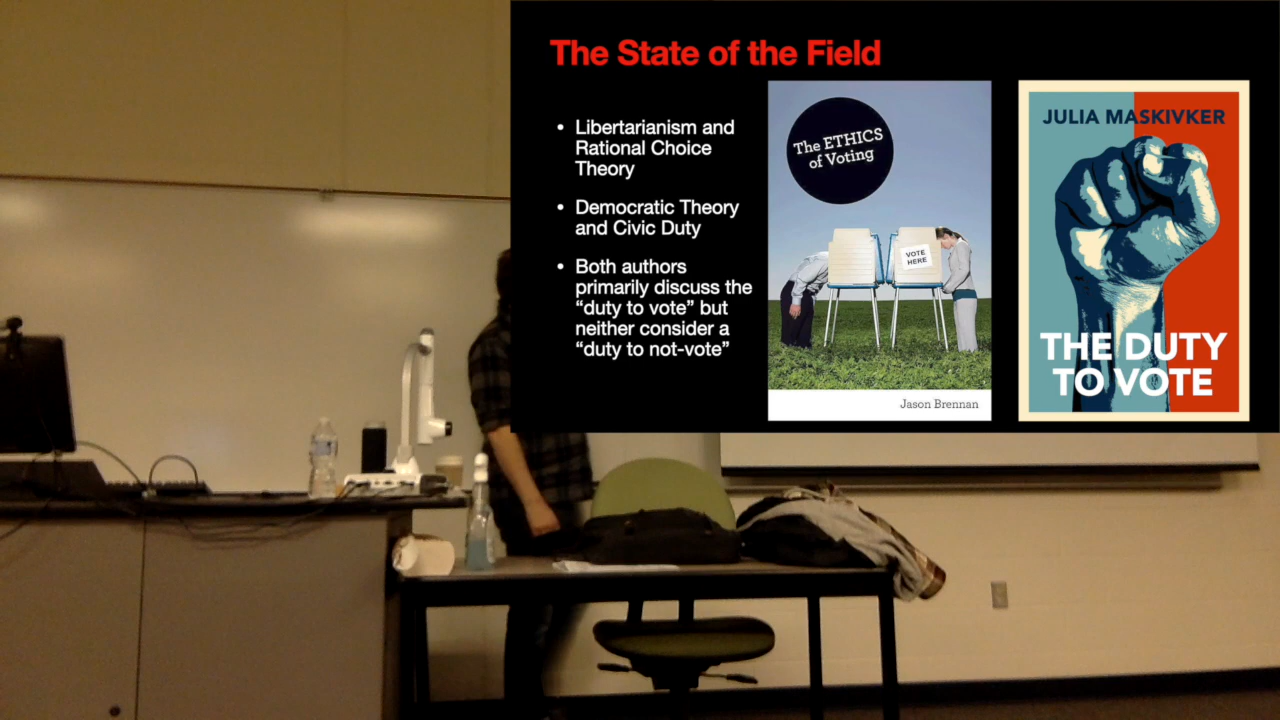 The State of the Field
• Libertarianism and
Rational Choice
Theory
• Democratic Theory
and Civic Duty
• Both authors
primarily discuss the
“duty to vote” but
neither consider a
“duty to not-vote”
The ETHICS
of Voting
VOTE
HERE
Jason Brennan
JULIA MASKIVKER
THE DUTY
TO VOTE